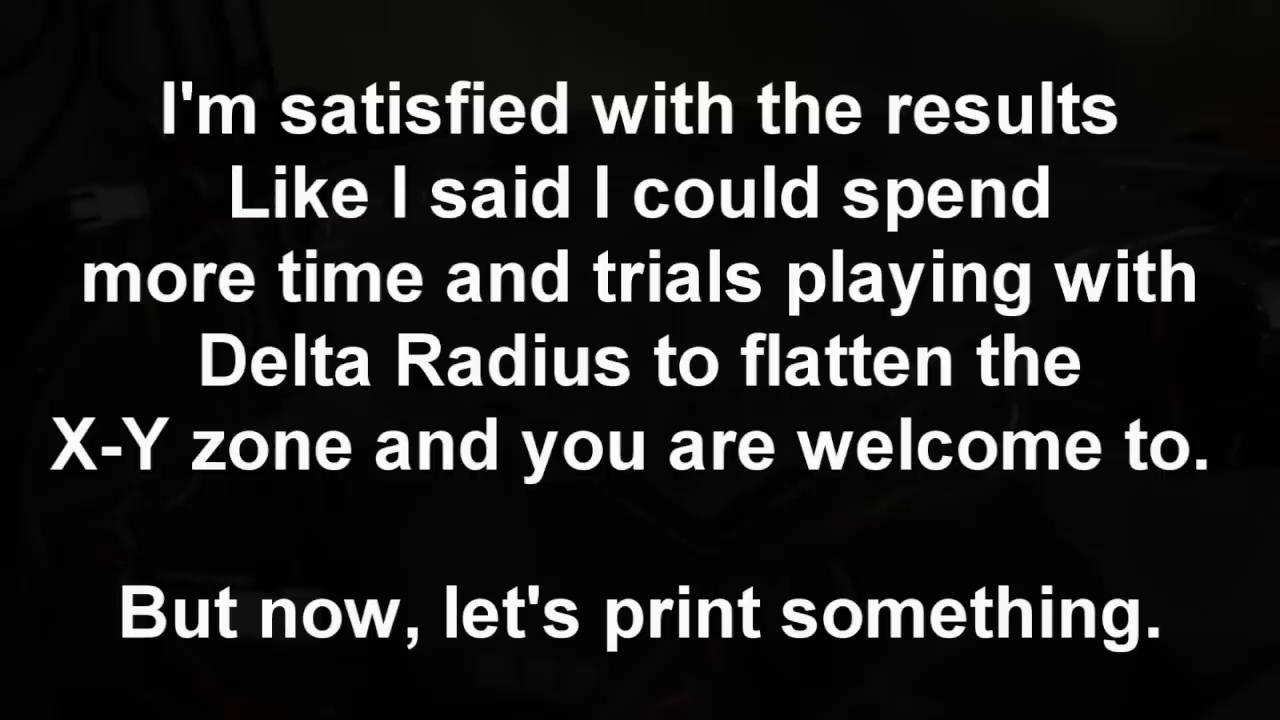 I'm satisfied with the results
Like I said I could spend
more time and trials playing with
Delta Radius to flatten the
X-Y zone and you are welcome to.
But now, let's print something.